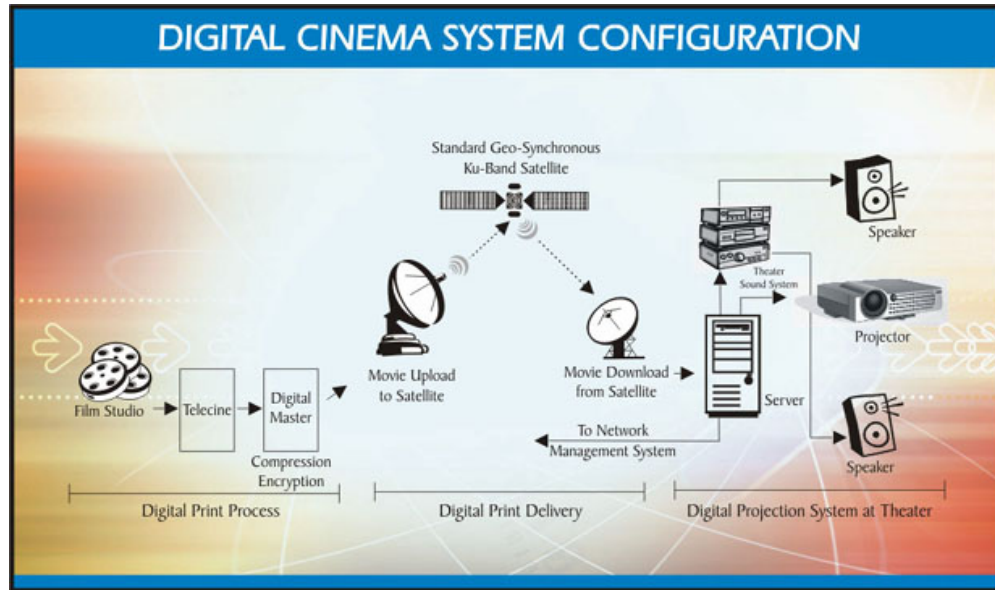 DIGITAL CINEMA SYSTEM CONFIGURATION
Standard Geo-Synchronous
Ku-Band Satellite
Speaker
Theater
Sound System
Projector
Movie Upload
to Satellite
Movie Download
from Satellite
Film Studio
Telecine
Digital
Master
Server
To Network
Management System
Compression
Encryption
Speaker
Digital Print Process
Digital Print Delivery
Digital Projection System at Theater